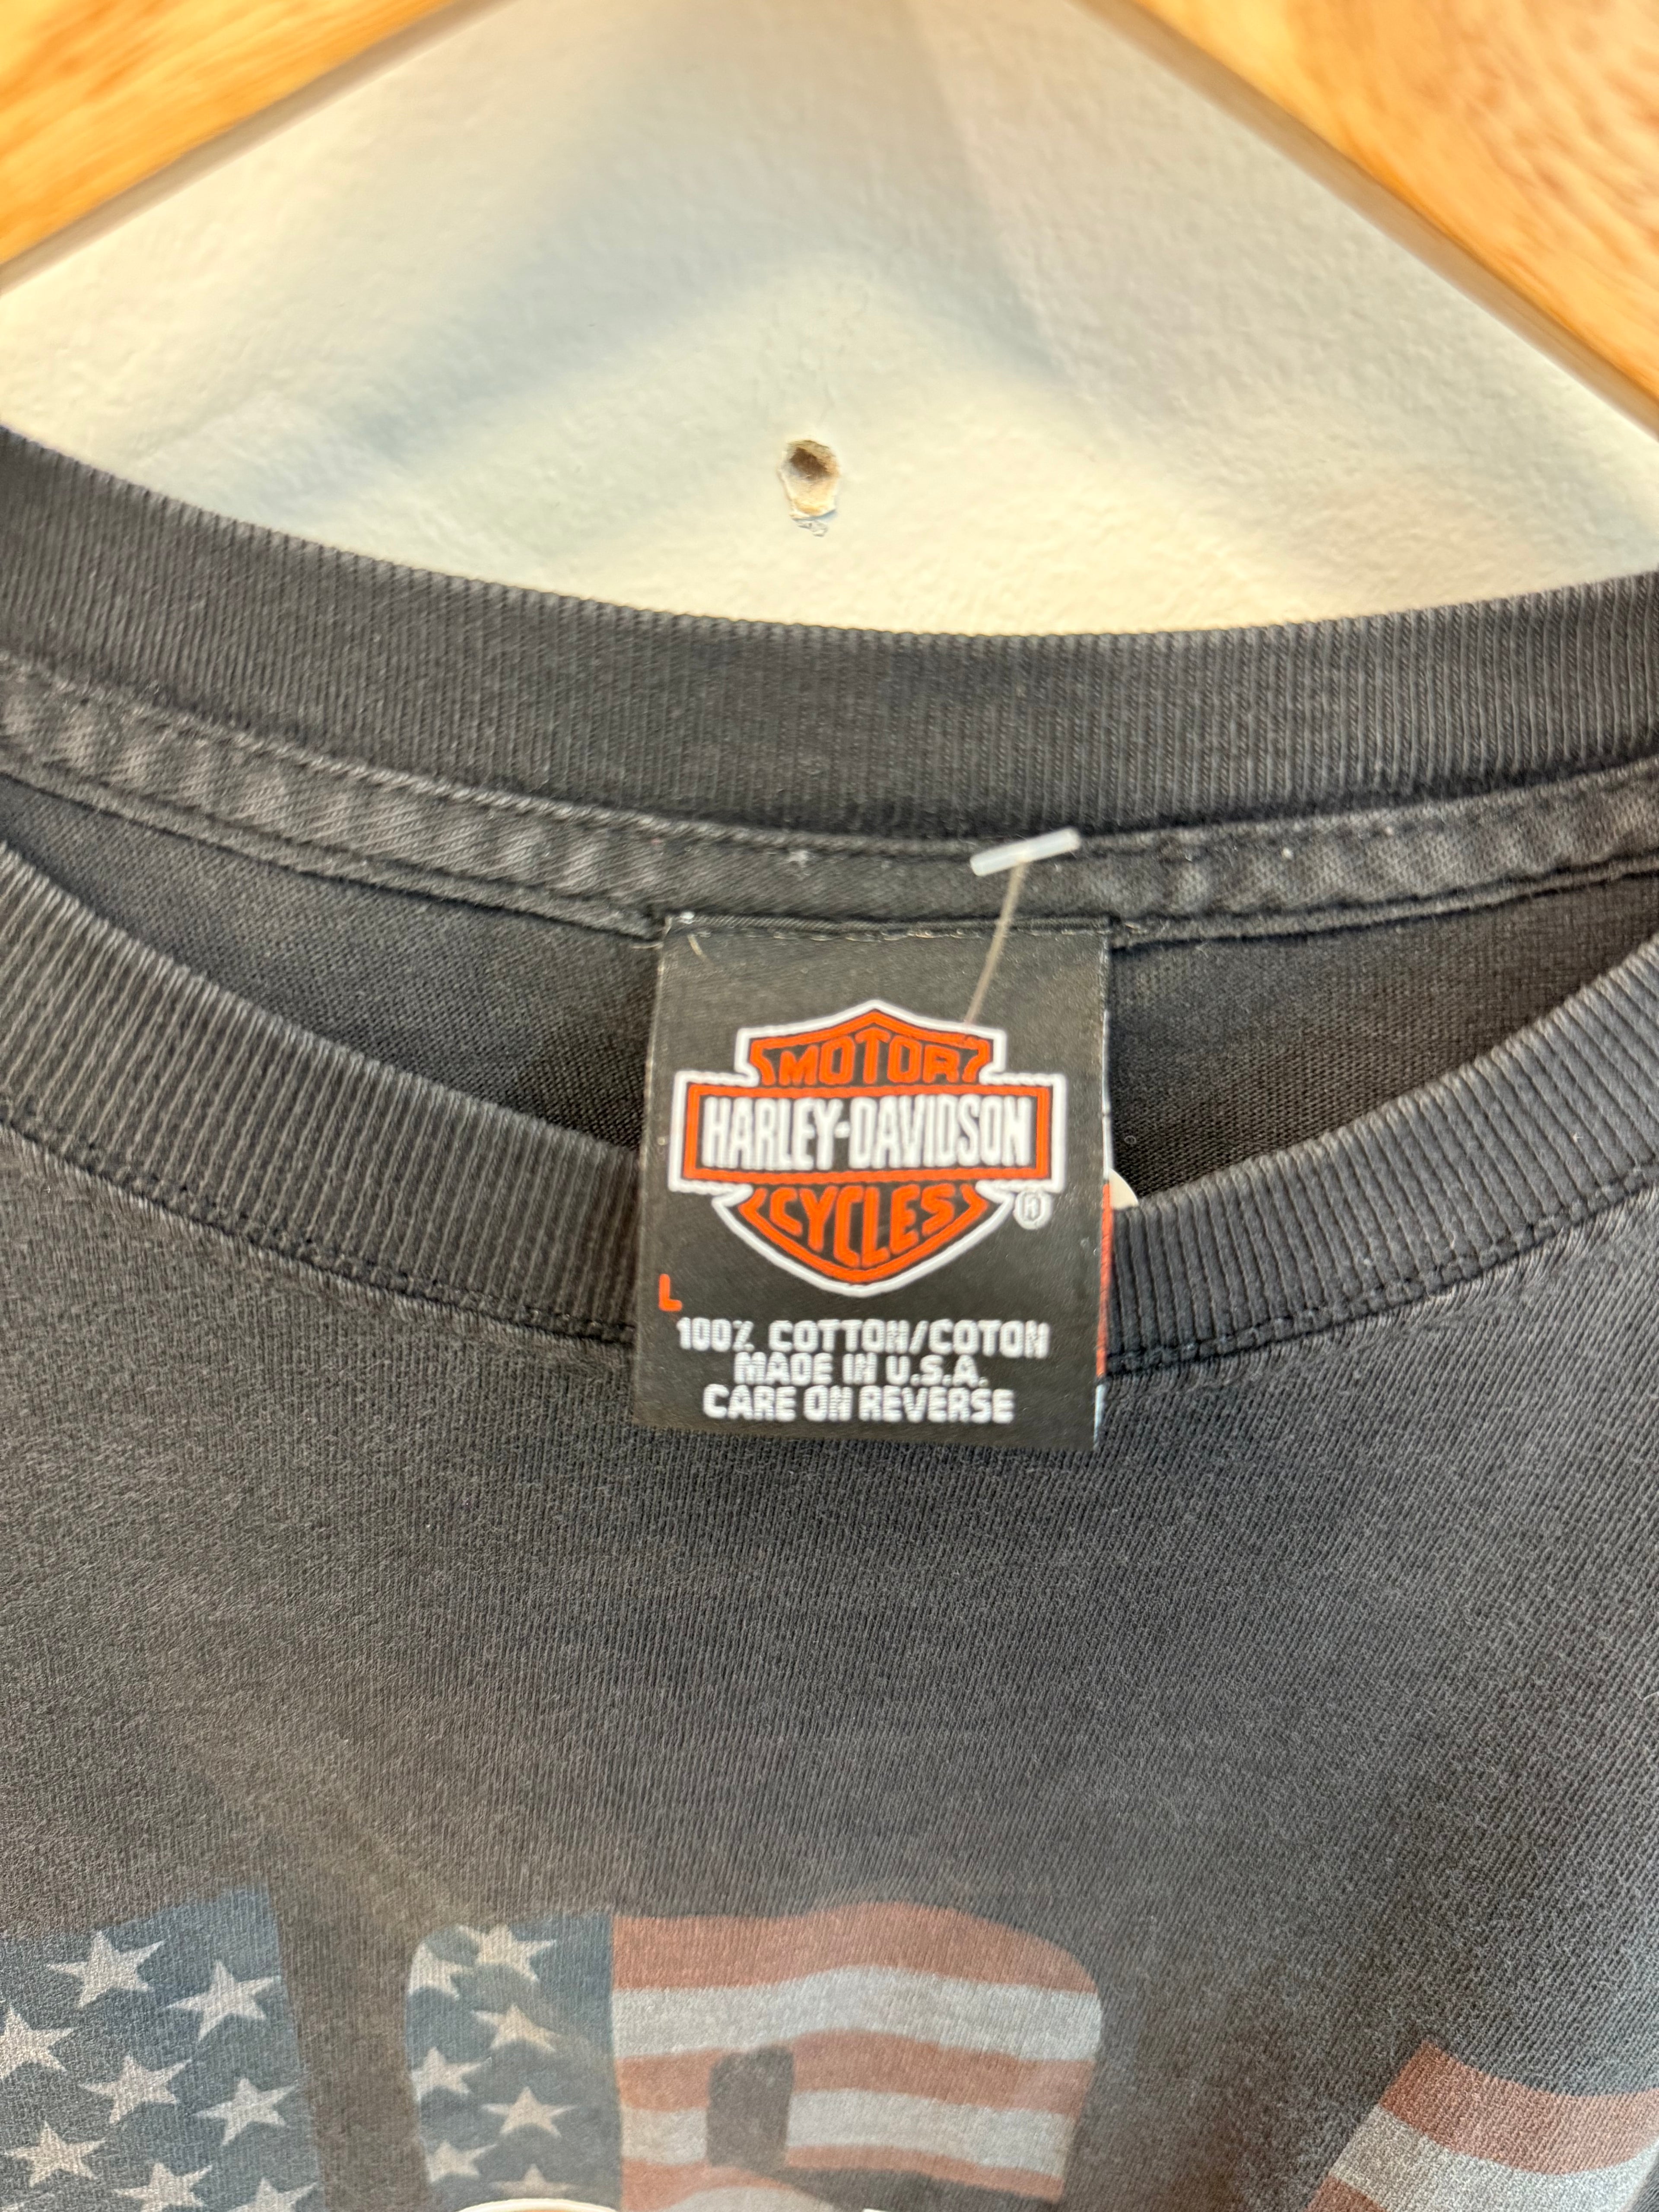 MOTOR
HARLEY-DAVIDSON
CYCLES
®
L
100% COTTON/COTON
MADE IN U.S.A.
CARE ON REVERSE